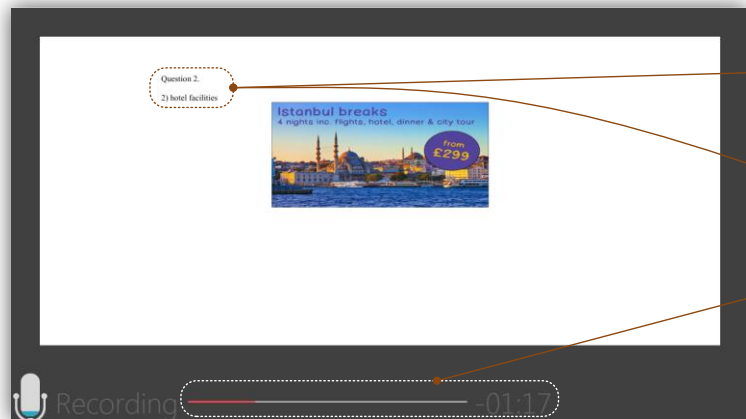 Question 2.
2) hotel facilities
Istanbul breaks
4 nights inc. flights, hotel, dinner & city tour
from
£299
Recording
-01:17